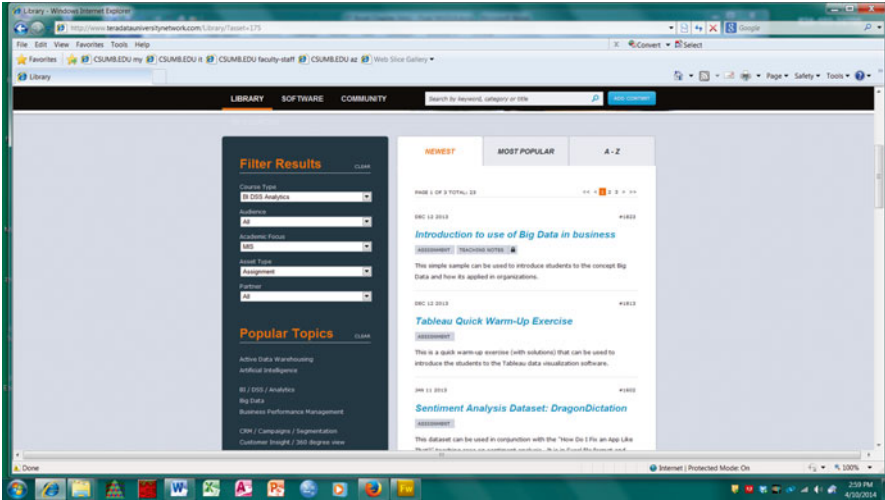 Library - Windows Internet Explorer
http://www.teradatauniversitynetwork.com/Library/?asset=175
Google
File Edit View Favorites Tools Help
X Convert Select
Favorites CSUMB.EDU my CSUMB.EDU it CSUMB.EDU faculty-staff CSUMB.EDU az Web Slice Gallery
Library
Page Safety Tools
LIBRARY SOFTWARE COMMUNITY
Search by keyword, category or title
ADD CONTENT
Filter Results
CLEAR
Course Type
BI DSS Analytics
Audience
All
Academic Focus
MIS
Asset Type
Assignment
Partner
All
Popular Topics
CLEAR
Active Data Warehousing
Artificial Intelligence
BI / DSS / Analytics
Big Data
Business Performance Management
CRM / Campaigns / Segmentation
Customer Insight / 360 degree view
NEWEST MOST POPULAR A - Z
<< < 1 2 3 > >>
DEC 12 2013
Introduction to use of Big Data in business
ASSIGNMENT TEACHING NOTES
This simple sample can be used to introduce students to the concept Big
Data and how its applied in organizations.
DEC 12 2013
Tableau Quick Warm-Up Exercise
ASSIGNMENT
This is a quick warm-up exercise (with solutions) that can be used to
introduce the students to the Tableau data visualization software.
JAN 11 2013
Sentiment Analysis Dataset: DragonDictation
ASSIGNMENT
This dataset can be used in conjunction with the "How Do I Fix an App Like
Done
Internet | Protected Mode: On
100%
2:59 PM
4/10/2014